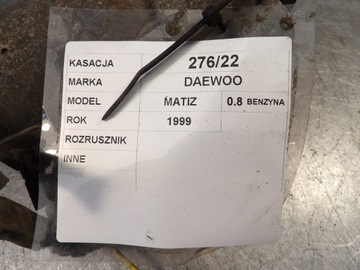 KASACJA 276/22
MARKA DAEWOO
MODEL MATIZ 0.8 BENZYNA
ROK 1999
ROZRUSZNIK
INNE